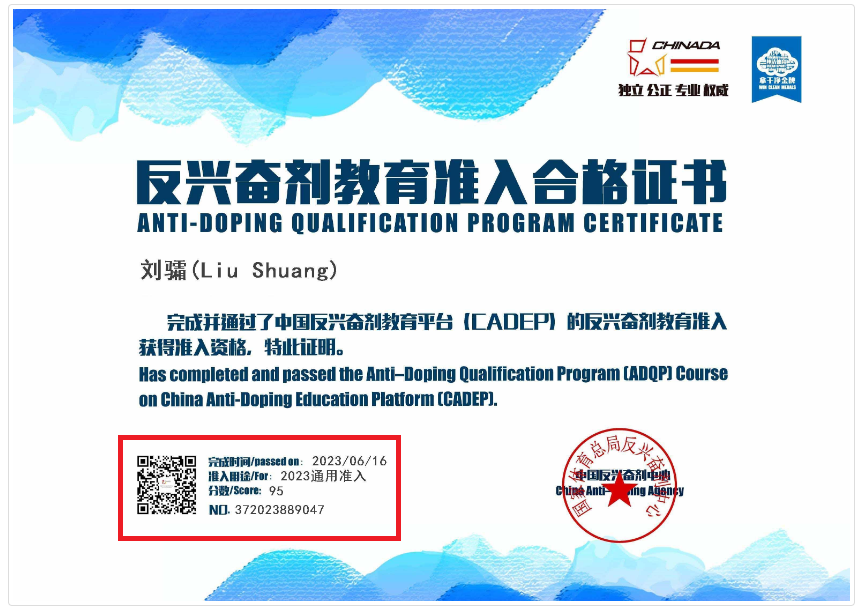 CHINADA
独立 公正 专业 权威
拿干净金牌
WIN CLEAN MEDALS
反兴奋剂教育准入合格证书
ANTI-DOPING QUALIFICATION PROGRAM CERTIFICATE
刘骦(Liu Shuang)
完成并通过了中国反兴奋剂教育平台（CADEP）的反兴奋剂教育准入
获得准入资格，特此证明。
Has completed and passed the Anti–Doping Qualification Program (ADQP) Course
on China Anti-Doping Education Platform (CADEP).
完成时间/passed on： 2023/06/16
准入用途/For： 2023通用准入
分数/Score： 95
NO. 372023889047
国家体育总局反兴奋剂中心
中国反兴奋剂中心
China Anti-Doping Agency